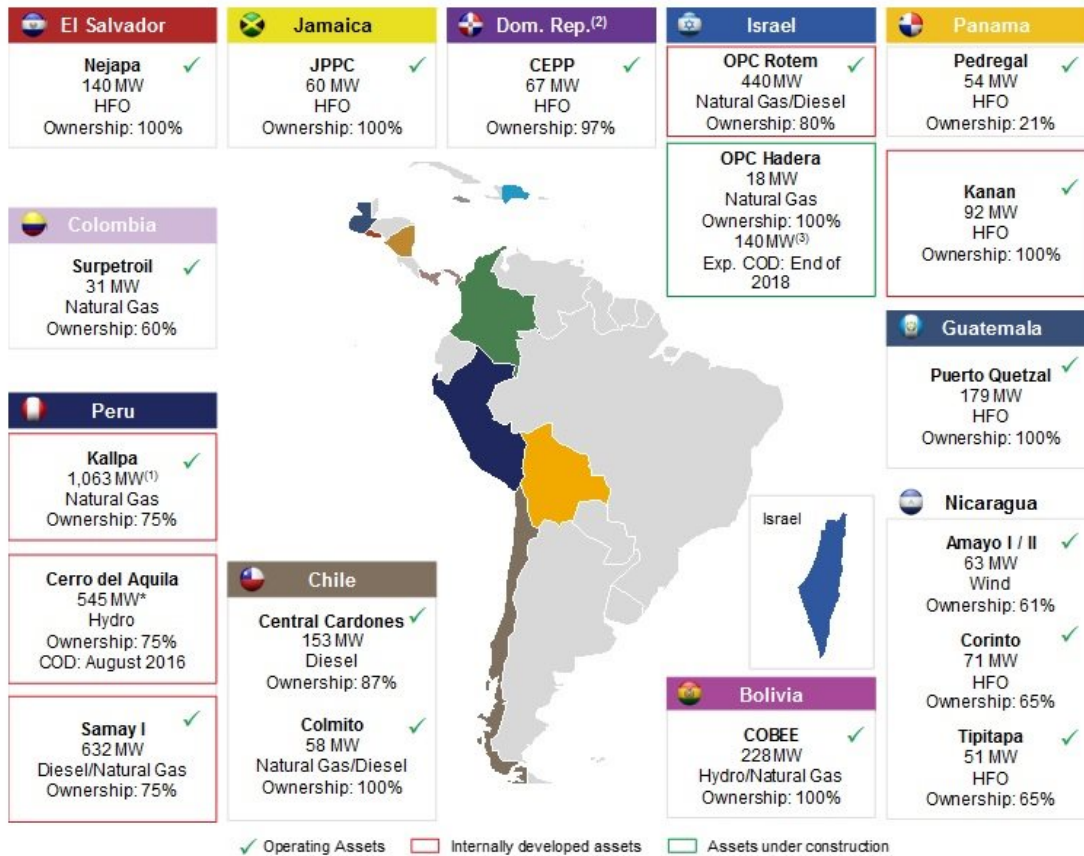 El Salvador
Nejapa
140 MW
HFO
Ownership: 100%
Jamaica
JPPC
60 MW
HFO
Ownership: 100%
Dom. Rep.(2)
CEPP
67 MW
HFO
Ownership: 97%
Israel
OPC Rotem
440 MW
Natural Gas/Diesel
Ownership: 80%
OPC Hadera
18 MW
Natural Gas
Ownership: 100%
140 MW(3)
Exp. COD: End of
2018
Panama
Pedregal
54 MW
HFO
Ownership: 21%
Kanan
92 MW
HFO
Ownership: 100%
Colombia
Surpetroil
31 MW
Natural Gas
Ownership: 60%
Guatemala
Puerto Quetzal
179 MW
HFO
Ownership: 100%
Peru
Kallpa
1,063 MW(1)
Natural Gas
Ownership: 75%
Cerro del Aquila
545 MW*
Hydro
Ownership: 75%
COD: August 2016
Samay I
632 MW
Diesel/Natural Gas
Ownership: 75%
Chile
Central Cardones
153 MW
Diesel
Ownership: 87%
Colmito
58 MW
Natural Gas/Diesel
Ownership: 100%
Israel
Bolivia
COBEE
228 MW
Hydro/Natural Gas
Ownership: 100%
Nicaragua
Amayo I / II
63 MW
Wind
Ownership: 61%
Corinto
71 MW
HFO
Ownership: 65%
Tipitapa
51 MW
HFO
Ownership: 65%
Operating Assets
Internally developed assets
Assets under construction